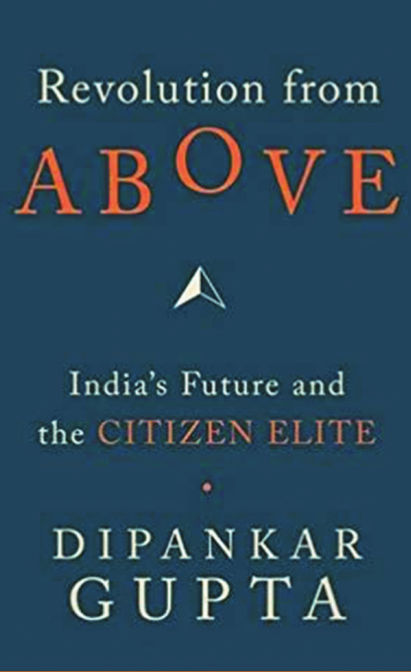 Revolution from
ABOVE
India's Future and
the CITIZEN ELITE
DIPANKAR
GUPTA